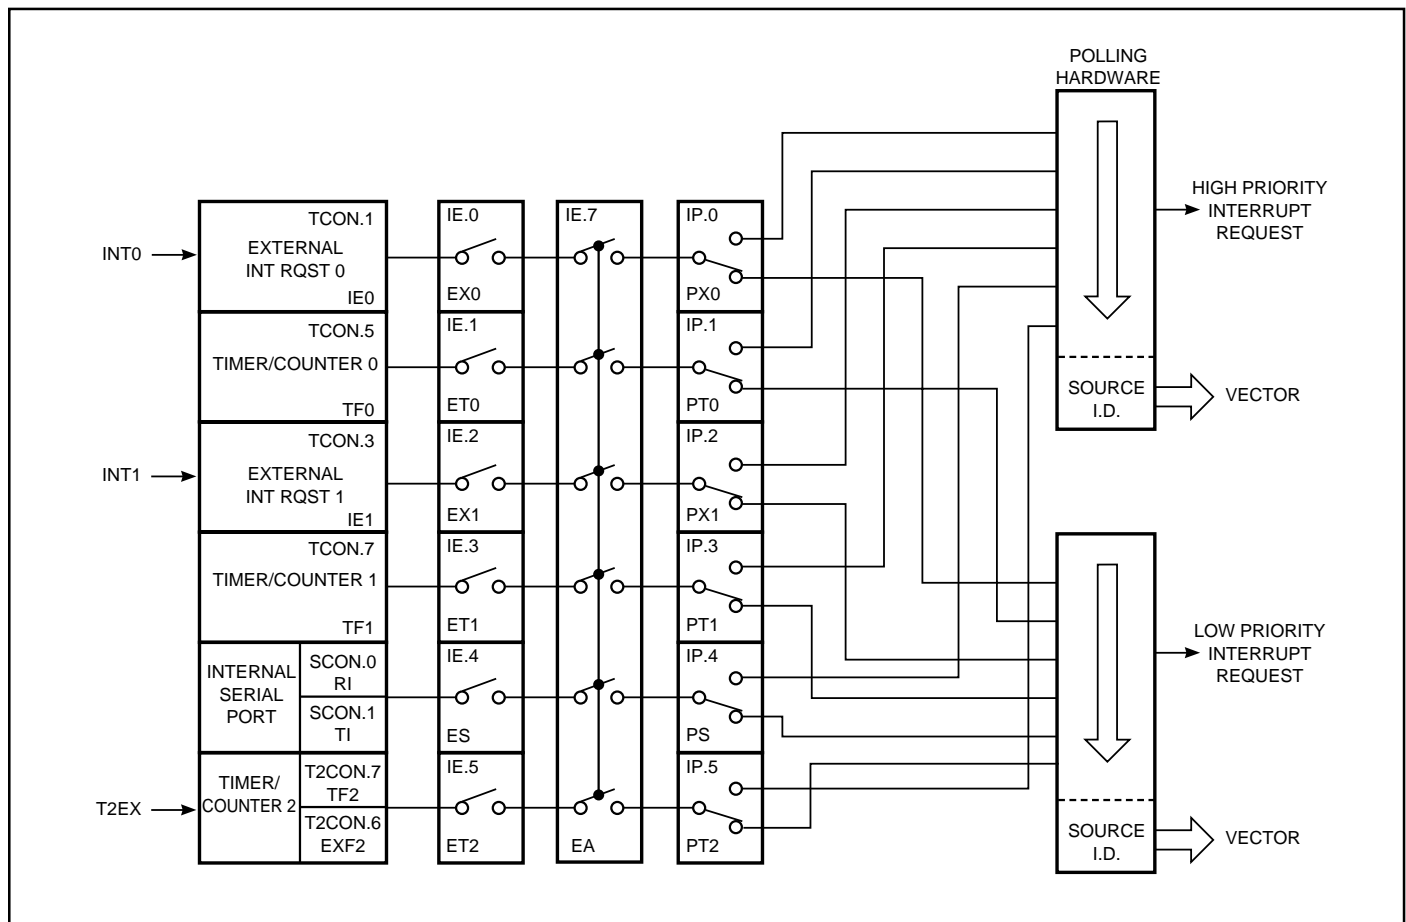 POLLING
HARDWARE
HIGH PRIORITY
INTERRUPT
REQUEST
SOURCE
I.D.
VECTOR
INT0
TCON.1
EXTERNAL
INT RQST 0
IE0
IE.0
EX0
IE.7
IP.0
PX0
TCON.5
TIMER/COUNTER 0
TF0
IE.1
ET0
IP.1
PT0
INT1
TCON.3
EXTERNAL
INT RQST 1
IE1
IE.2
EX1
IP.2
PX1
TCON.7
TIMER/COUNTER 1
TF1
IE.3
ET1
IP.3
PT1
INTERNAL
SERIAL
PORT
SCON.0
RI
SCON.1
TI
IE.4
ES
IP.4
PS
T2EX
TIMER/
COUNTER 2
T2CON.7
TF2
T2CON.6
EXF2
IE.5
ET2
EA
IP.5
PT2
LOW PRIORITY
INTERRUPT
REQUEST
SOURCE
I.D.
VECTOR